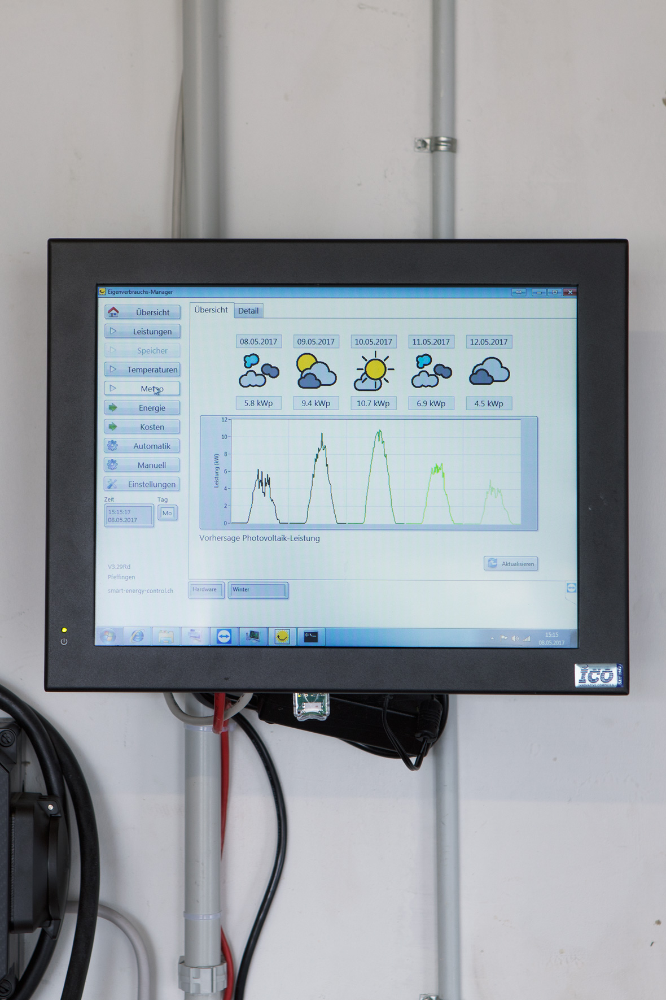 Eigenverbrauchs-Manager
Übersicht
Leistungen
Speicher
Temperaturen
Meteo
Energie
Kosten
Automatik
Manuell
Einstellungen
Zeit
Tag
15:15:17
08.05.2017
Mo
V3.29Rd
Pfeffingen
smart-energy-control.ch
Übersicht
Detail
08.05.2017
09.05.2017
10.05.2017
11.05.2017
12.05.2017
5.8 kWp
9.4 kWp
10.7 kWp
6.9 kWp
4.5 kWp
Leistung (kW)
12
10
8
6
4
2
0
Vorhersage Photovoltaik-Leistung
Aktualisieren
Hardware
Winter
C:\
15:15
08.05.2017
ico
INNOVATIVE COMPUTER
SEIT 1982